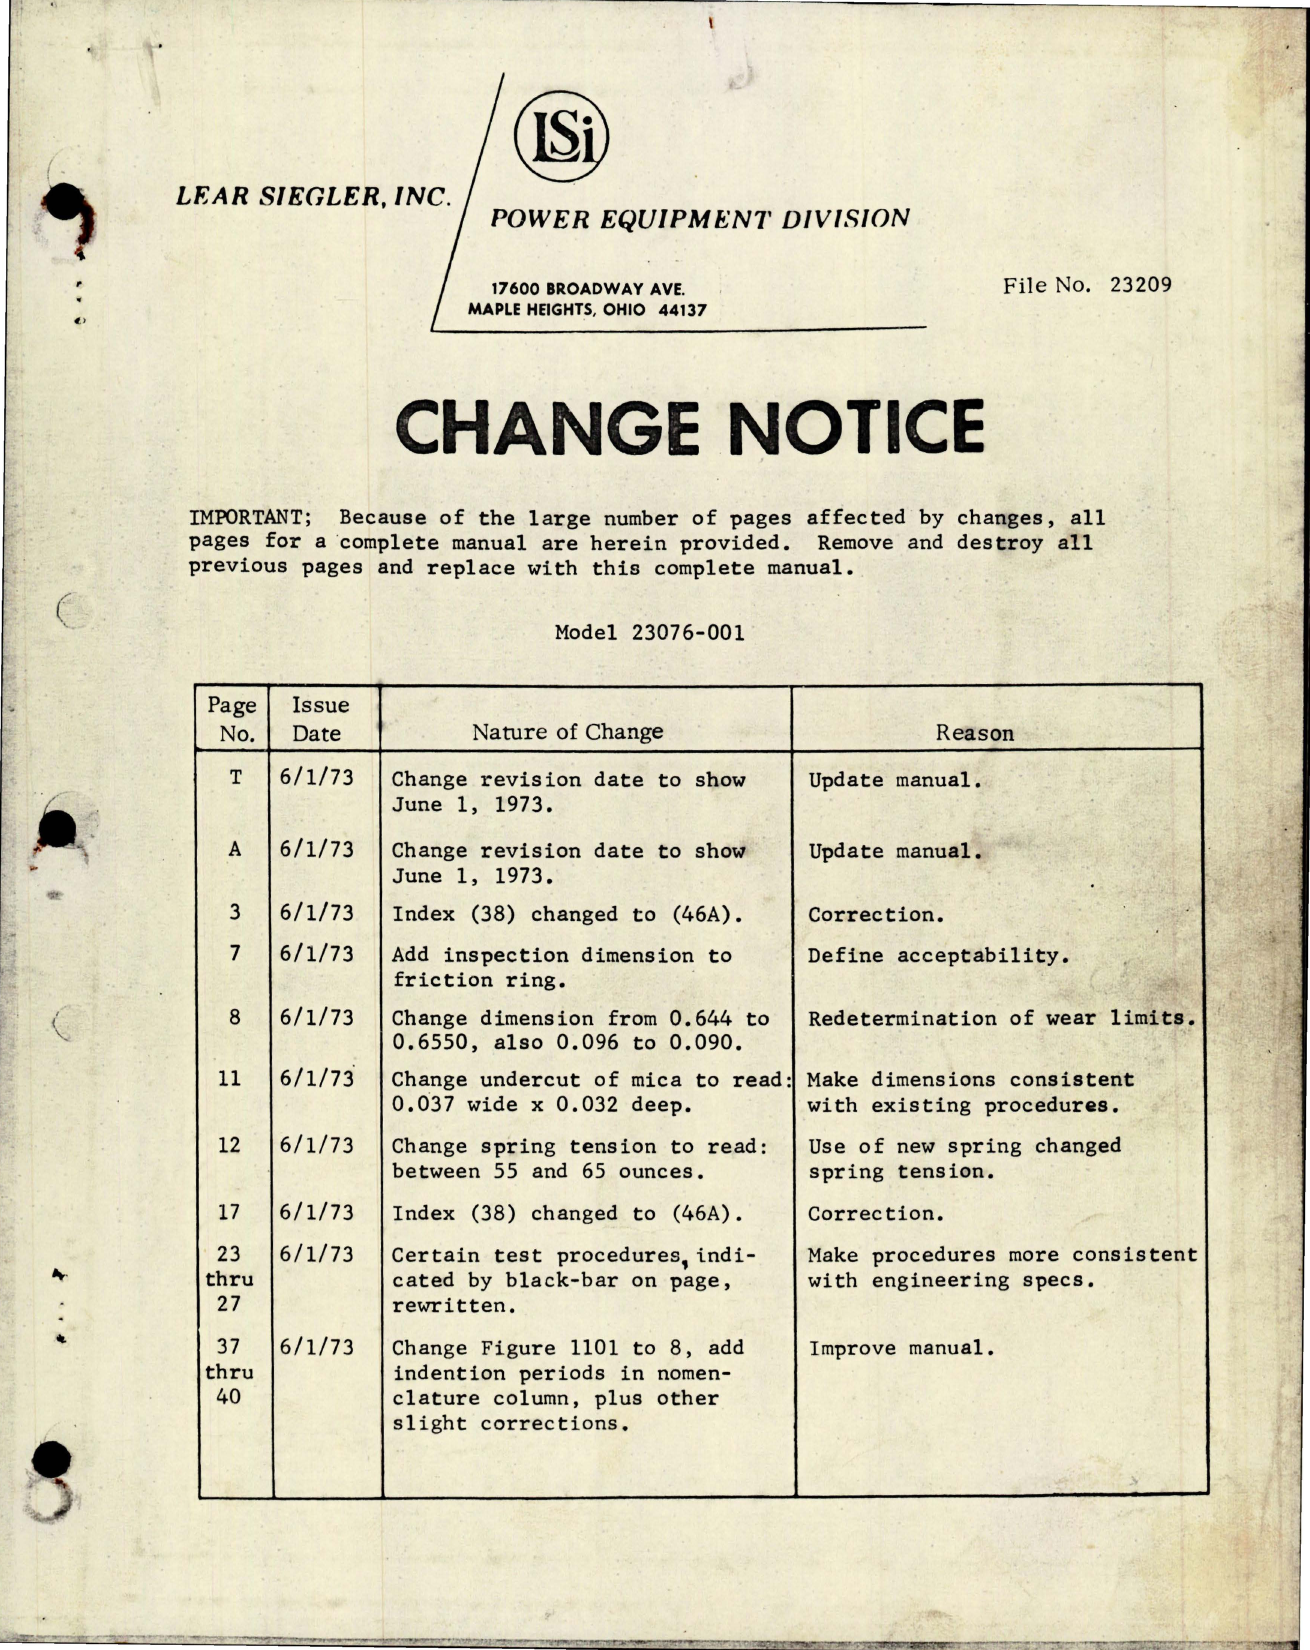 LSi
LEAR SIEGLER, INC.
POWER EQUIPMENT DIVISION
17600 BROADWAY AVE.
MAPLE HEIGHTS, OHIO 44137
File No. 23209
CHANGE NOTICE
IMPORTANT; Because of the large number of pages affected by changes, all
pages for a complete manual are herein provided. Remove and destroy all
previous pages and replace with this complete manual.
Model 23076-001
Page No. Issue Date Nature of Change Reason
T 6/1/73 Change revision date to show Update manual.
June 1, 1973.
A 6/1/73 Change revision date to show Update manual.
June 1, 1973.
3 6/1/73 Index (38) changed to (46A). Correction.
7 6/1/73 Add inspection dimension to Define acceptability.
friction ring.
8 6/1/73 Change dimension from 0.644 to Redetermination of wear limits.
0.6550, also 0.096 to 0.090.
11 6/1/73 Change undercut of mica to read: Make dimensions consistent
0.037 wide x 0.032 deep. with existing procedures.
12 6/1/73 Change spring tension to read: Use of new spring changed
between 55 and 65 ounces. spring tension.
17 6/1/73 Index (38) changed to (46A). Correction.
23 6/1/73 Certain test procedures, indi- Make procedures more consistent
thru cated by black-bar on page, with engineering specs.
27 rewritten.
37 6/1/73 Change Figure 1101 to 8, add Improve manual.
thru indention periods in nomen-
40 clature column, plus other
slight corrections.